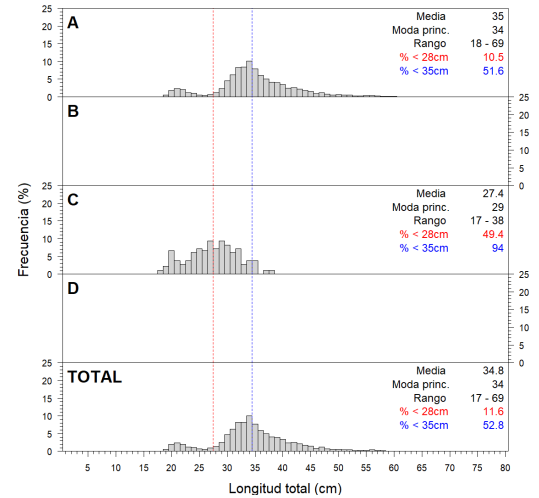 25
20
15
10
5
0
A
Media 35
Moda princ. 34
Rango 18 - 69
% < 28cm 10.5
% < 35cm 51.6
B
25
20
15
10
5
0
25
20
15
10
5
0
C
Media 27.4
Moda princ. 29
Rango 17 - 38
% < 28cm 49.4
% < 35cm 94
D
25
20
15
10
5
0
25
20
15
10
5
0
TOTAL
Media 34.8
Moda princ. 34
Rango 17 - 69
% < 28cm 11.6
% < 35cm 52.8
Frecuencia (%)
5 10 15 20 25 30 35 40 45 50 55 60 65 70 75 80
Longitud total (cm)